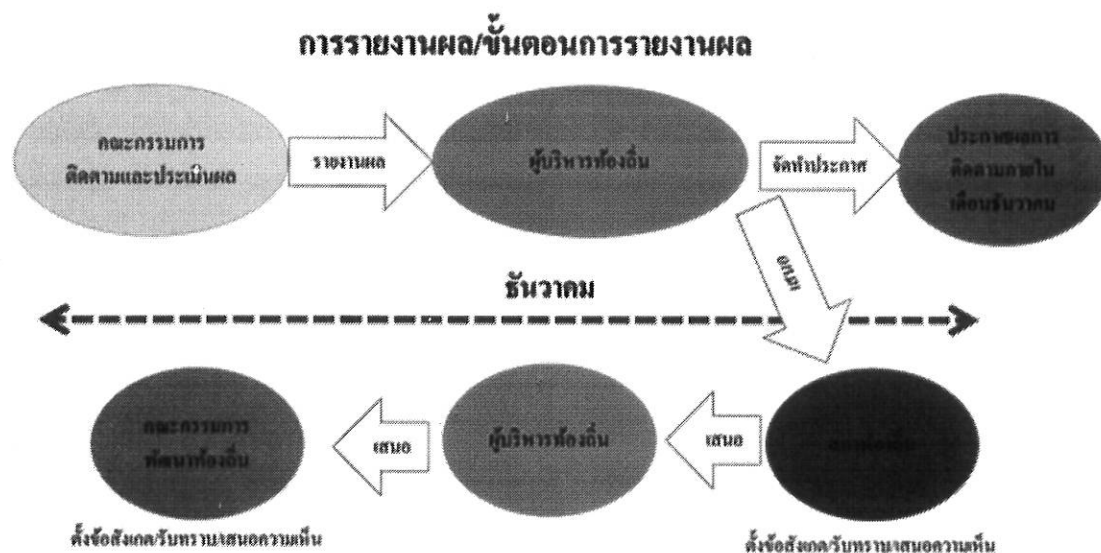 การรายงานผล/ขั้นตอนการรายงานผล
คณะกรรมการ
ติดตามและประเมินผล
รายงานผล
ผู้บริหารท้องถิ่น
จัดทำประกาศ
ประกาศผลการ
ติดตามภายใน
เดือนธันวาคม
เสนอ
ธันวาคม
คณะกรรมการ
พัฒนาท้องถิ่น
เสนอ
ผู้บริหารท้องถิ่น
เสนอ
ตั้งข้อสังเกต/รับทราบ/เสนอความเห็น
ตั้งข้อสังเกต/รับทราบ/เสนอความเห็น